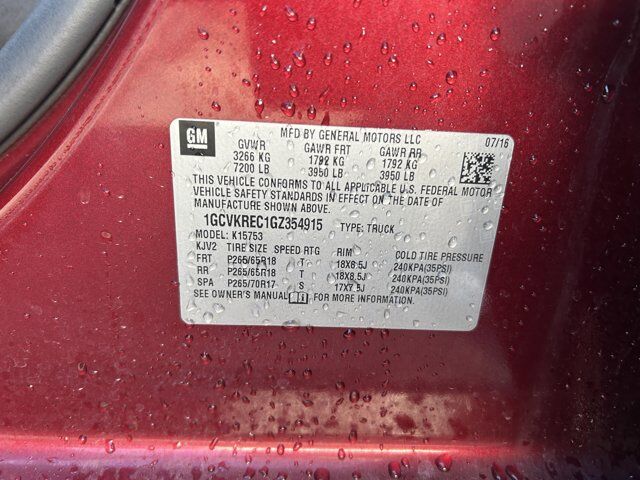 GM
MFD BY GENERAL MOTORS LLC 07/16
GVWR GAWR FRT GAWR RR
3266 KG 1792 KG 1792 KG
7200 LB 3950 LB 3950 LB
THIS VEHICLE CONFORMS TO ALL APPLICABLE U.S. FEDERAL MOTOR
VEHICLE SAFETY STANDARDS IN EFFECT ON THE DATE OF
MANUFACTURE SHOWN ABOVE.
1GCVKREC1GZ354915 TYPE: TRUCK
MODEL: K15753
KJV2 TIRE SIZE SPEED RTG RIM COLD TIRE PRESSURE
FRT P265/65R18 T 18X8.5J 240KPA(35PSI)
RR P265/65R18 T 18X8.5J 240KPA(35PSI)
SPA P265/70R17 S 17X7.5J 240KPA(35PSI)
SEE OWNER'S MANUAL FOR MORE INFORMATION.